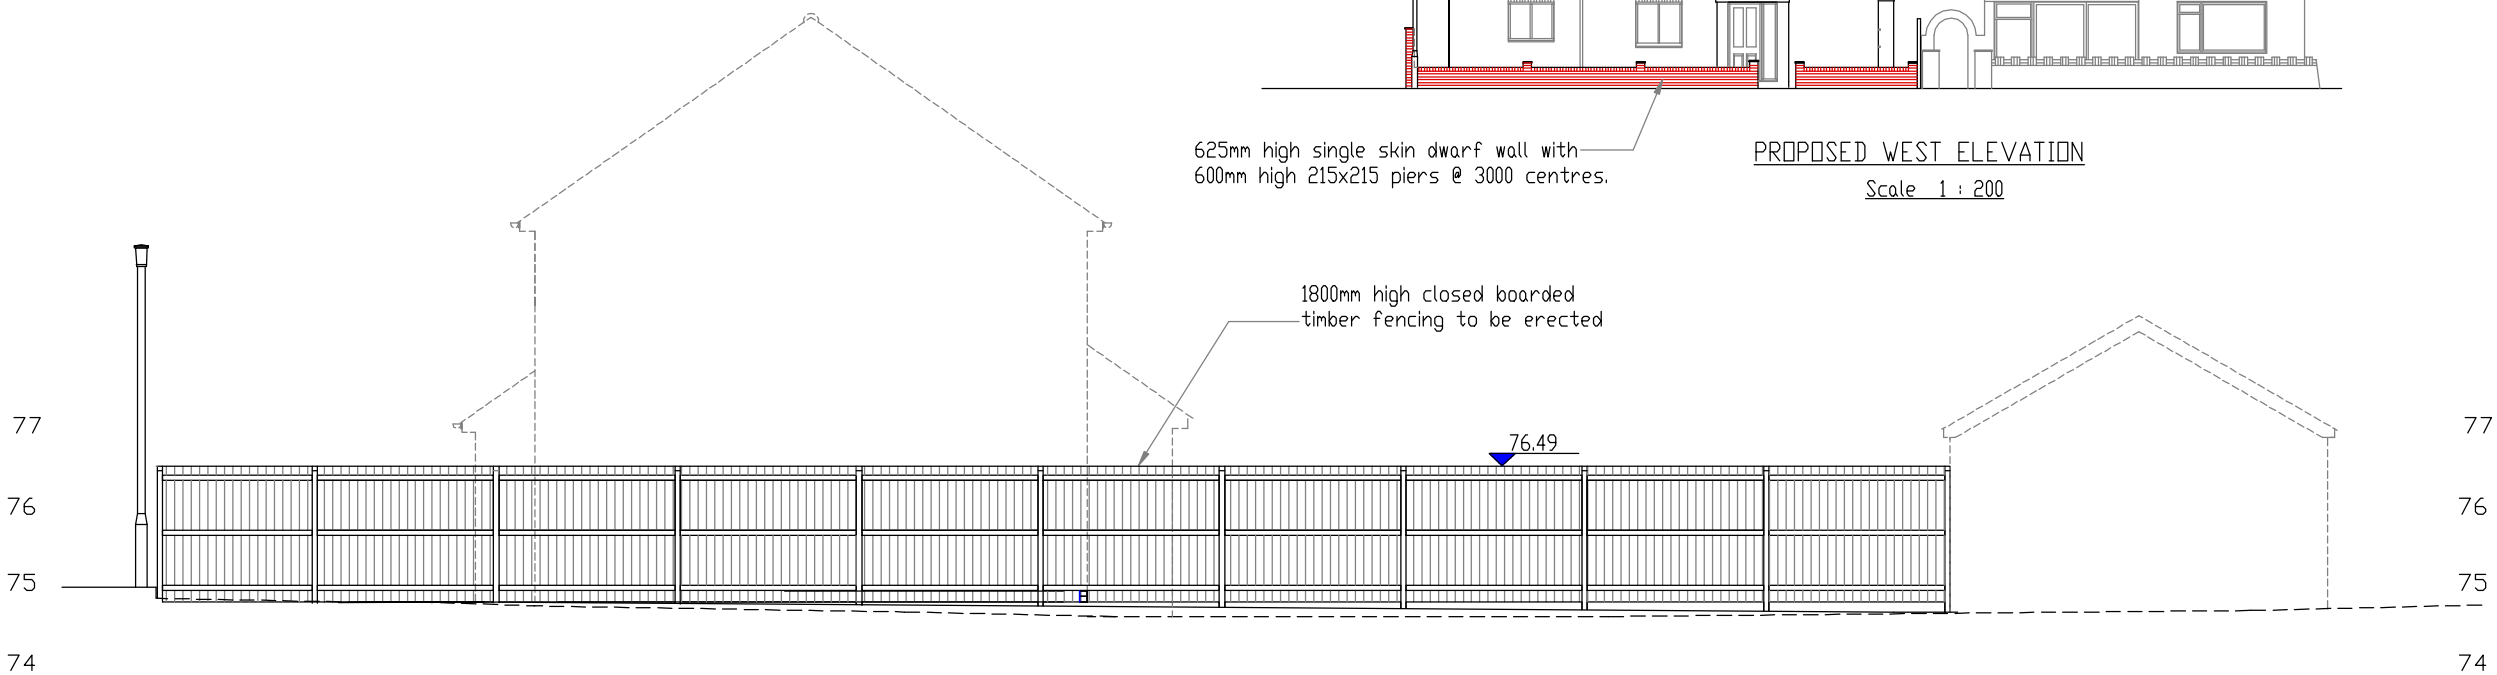 625mm high single skin dwarf wall with
600mm high 215x215 piers @ 3000 centres.
PROPOSED WEST ELEVATION
Scale 1 : 200
1800mm high closed boarded
timber fencing to be erected
76.49
77
77
76
76
75
75
74
74